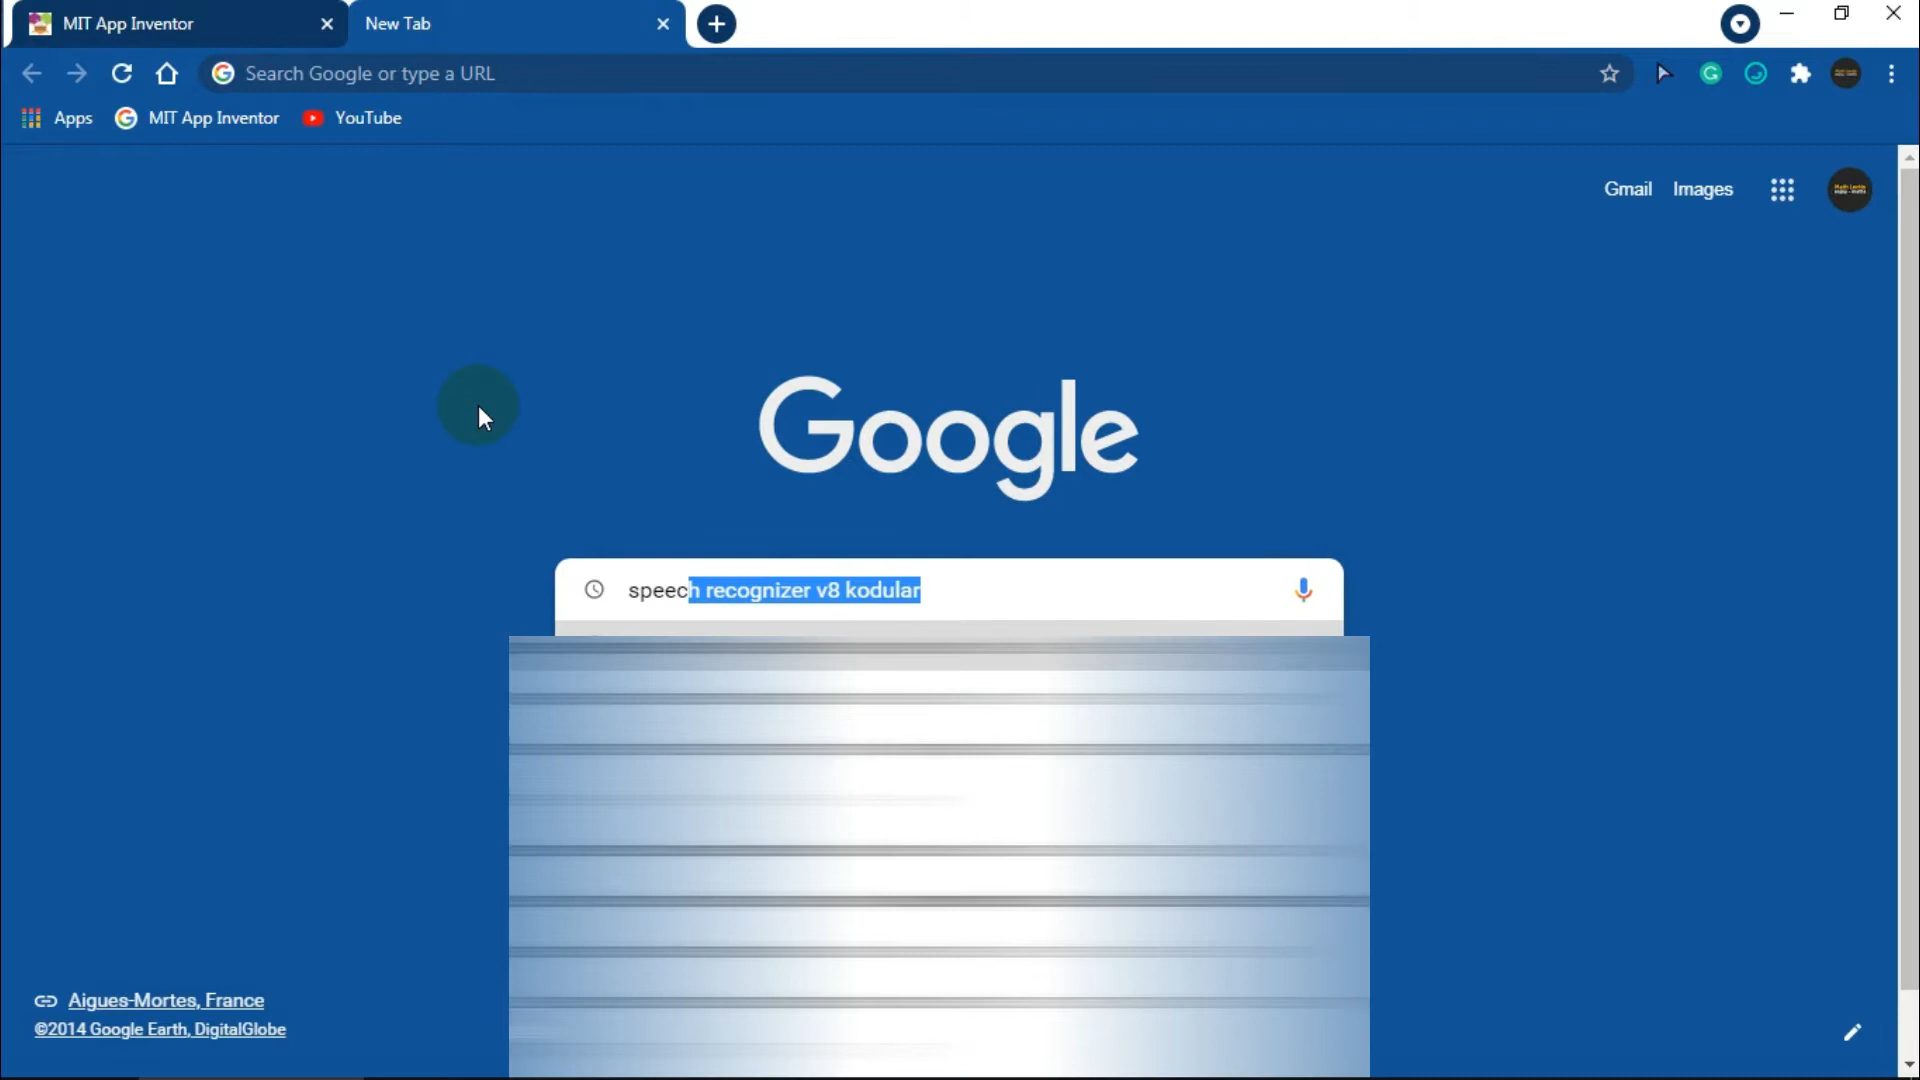 MIT App Inventor
New Tab
Search Google or type a URL
Apps
MIT App Inventor
YouTube
Gmail
Images
Google
speech recognizer v8 kodular
Aigues-Mortes, France
©2014 Google Earth, DigitalGlobe